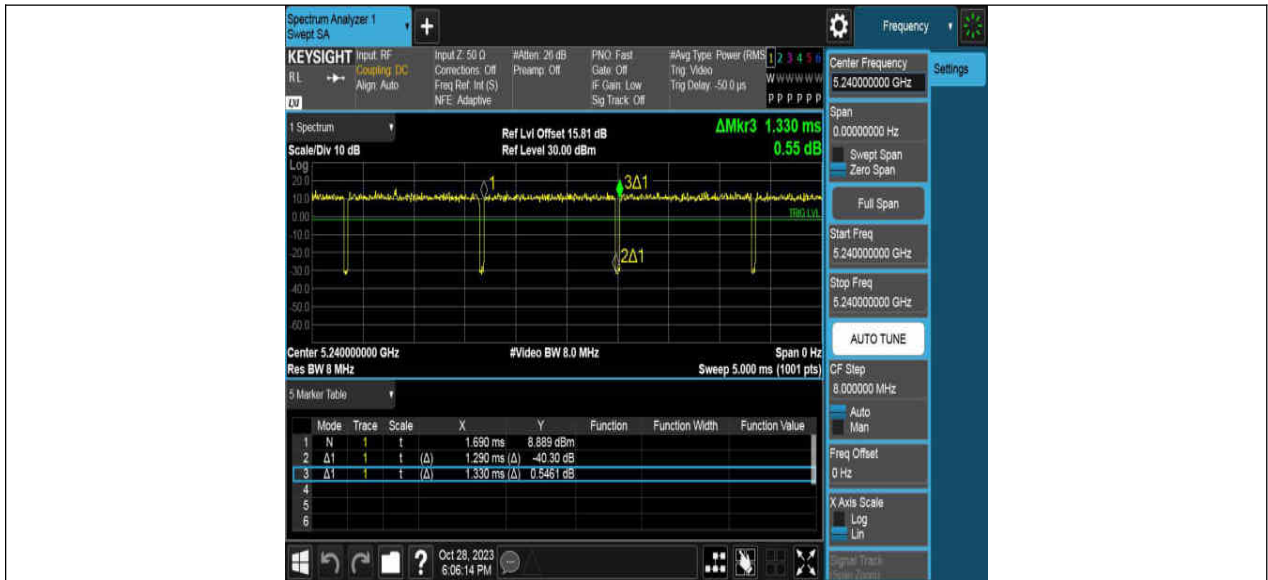 Spectrum Analyzer 1
Swept SA
+
Frequency
KEYSIGHT
RL
Input: RF
Coupling: DC
Align: Auto
Input Z: 50 Ω
Corrections: Off
Freq Ref: Int (S)
NFE: Adaptive
#Atten: 26 dB
Preamp: Off
PNO: Fast
Gate: Off
IF Gain: Low
Sig Track: Off
#Avg Type: Power (RMS
Trig: Video
Trig Delay: -50.0 µs
1 2 3 4 5 6
W W W W W W
P P P P P P
LW
1 Spectrum
Scale/Div 10 dB
Ref Lvl Offset 15.81 dB
Ref Level 30.00 dBm
ΔMkr3 1.330 ms
0.55 dB
Log
20.0
10.0
0.00
-10.0
-20.0
-30.0
-40.0
-50.0
-60.0
1
3Δ1
2Δ1
TRIG LVL
Center 5.240000000 GHz
Res BW 8 MHz
#Video BW 8.0 MHz
Span 0 Hz
Sweep 5.000 ms (1001 pts)
5 Marker Table
Mode Trace Scale X Y Function Function Width Function Value
1 N 1 t 1.690 ms 8.889 dBm
2 Δ1 1 t (Δ) 1.290 ms (Δ) -40.30 dB
3 Δ1 1 t (Δ) 1.330 ms (Δ) 0.5461 dB
4
5
6
?
Oct 28, 2023
6:06:14 PM
Center Frequency
5.240000000 GHz
Settings
Span
0.00000000 Hz
Swept Span
Zero Span
Full Span
Start Freq
5.240000000 GHz
Stop Freq
5.240000000 GHz
AUTO TUNE
CF Step
8.000000 MHz
Auto
Man
Freq Offset
0 Hz
X Axis Scale
Log
Lin
Signal Track
(Span Zoom)